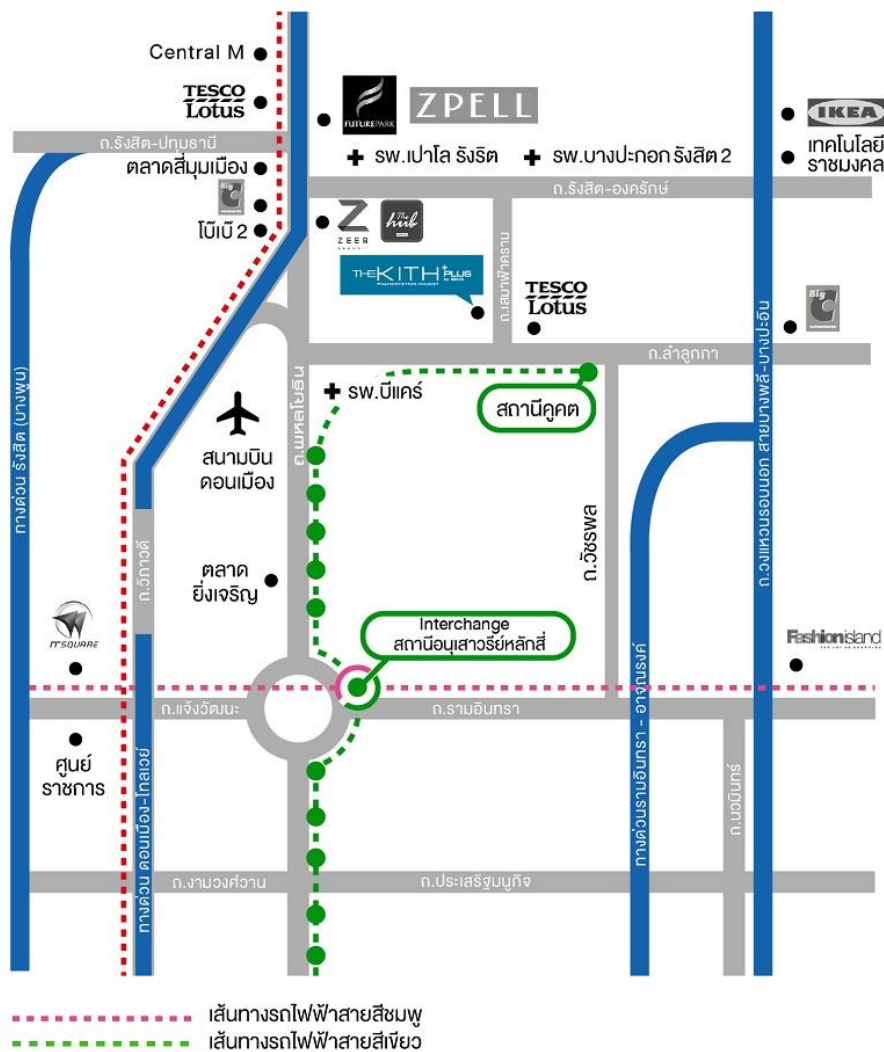 Central M
TESCO
Lotus
FUTUREPARK
ZPELL
IKEA
ถ.รังสิต-ปทุมธานี
ตลาดสี่มุมเมือง
รพ.เปาโล รังริต
รพ.บางปะกอก รังสิต 2
เทคโนโลยี
ราชมงคล
ถ.รังสิต-องครักษ์
Big
C
โบ๊เบ๊ 2
Z
ZEER
The
hub
THE KITH PLUS
TESCO
Lotus
ถ.เสมาฟ้าคราม
Big
C
ถ.ลำลูกกา
รพ.บีแคร์
สถานีคูคต
สนามบิน
ดอนเมือง
ถ.พหลโยธิน
ทางด่วน รังสิต (บางพูน)
ถ.วงแหวนรอบนอก สายบางพลี-บางปะอิน
ถ.วิภาวดี
ตลาด
ยิ่งเจริญ
ถ.วัชรพล
IT SQUARE
Interchange
สถานีอนุเสาวรีย์หลักสี่
Fashion island
ถ.แจ้งวัฒนะ
ถ.รามอินทรา
ศูนย์
ราชการ
ทางด่วน ดอนเมือง-โทลเวย์
ทางด่วนรามอินทรา - อาจณรงค์
ถ.นวมินทร์
ถ.งามวงศ์วาน
ถ.ประเสริฐมนูกิจ
เส้นทางรถไฟฟ้าสายสีชมพู
เส้นทางรถไฟฟ้าสายสีเขียว